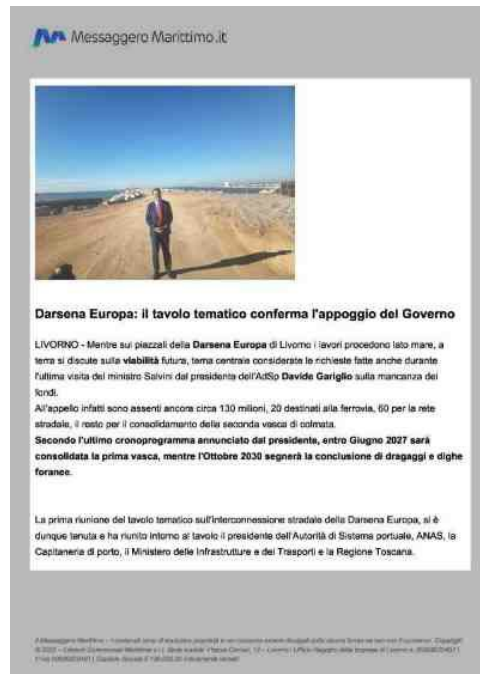 Messaggero Marittimo.it
Darsena Europa: il tavolo tematico conferma l'appoggio del Governo
LIVORNO - Mentre sui piazzali della Darsena Europa di Livorno i lavori procedono lato mare, a
terra si discute sulla viabilità futura, tema centrale considerate le richieste fatte anche durante
l'ultima visita del ministro Salvini dal presidente dell'AdSp Davide Gariglio sulla mancanza dei
fondi.
All'appello infatti sono assenti ancora circa 130 milioni, 20 destinati alla ferrovia, 60 per la rete
stradale, il resto per il consolidamento della seconda vasca di colmata.
Secondo l'ultimo cronoprogramma annunciato dal presidente, entro Giugno 2027 sarà
consolidata la prima vasca, mentre l'Ottobre 2030 segnerà la conclusione di dragaggi e dighe
foranee.
La prima riunione del tavolo tematico sull'interconnessione stradale della Darsena Europa, si è
dunque tenuta e ha riunito intorno al tavolo il presidente dell'Autorità di Sistema portuale, ANAS, la
Capitaneria di porto, il Ministero delle Infrastrutture e dei Trasporti e la Regione Toscana.